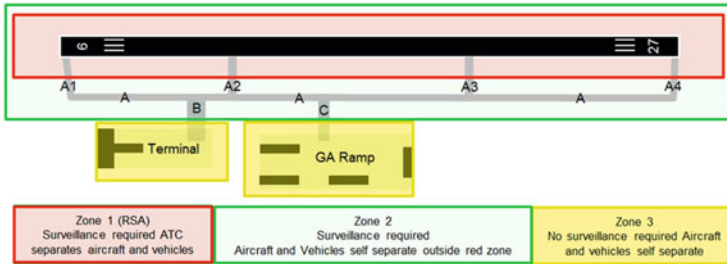 9
27
A1
A2
A3
A4
A
A
A
B
C
Terminal
GA Ramp
Zone 1 (RSA)
Surveillance required ATC
separates aircraft and vehicles
Zone 2
Surveillance required
Aircraft and Vehicles self separate outside red zone
Zone 3
No surveillance required Aircraft
and vehicles self separate